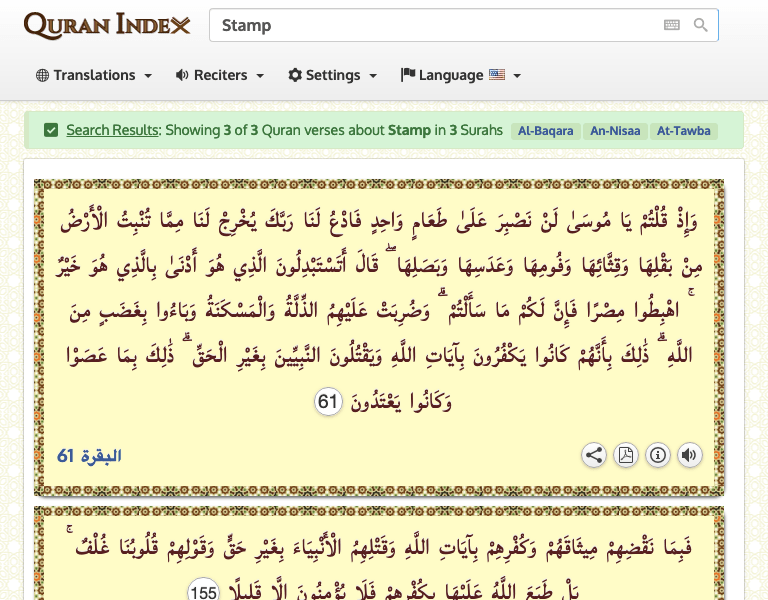 QURAN INDEX
Stamp
Translations
Reciters
Settings
Language
Search Results: Showing 3 of 3 Quran verses about Stamp in 3 Surahs Al-Baqara An-Nisaa At-Tawba
وَإِذْ قُلْتُمْ يَا مُوسَىٰ لَنْ نَصْبِرَ عَلَىٰ طَعَامٍ وَاحِدٍ فَادْعُ لَنَا رَبَّكَ يُخْرِجْ لَنَا مِمَّا تُنْبِتُ الْأَرْضُ
مِنْ بَقْلِهَا وَقِثَّائِهَا وَفُومِهَا وَعَدَسِهَا وَبَصَلِهَا ۖ قَالَ أَتَسْتَبْدِلُونَ الَّذِي هُوَ أَدْنَىٰ بِالَّذِي هُوَ خَيْرٌ
ۚ اهْبِطُوا مِصْرًا فَإِنَّ لَكُمْ مَا سَأَلْتُمْ ۗ وَضُرِبَتْ عَلَيْهِمُ الذِّلَّةُ وَالْمَسْكَنَةُ وَبَاءُوا بِغَضَبٍ مِنَ
اللَّهِ ۗ ذَٰلِكَ بِأَنَّهُمْ كَانُوا يَكْفُرُونَ بِآيَاتِ اللَّهِ وَيَقْتُلُونَ النَّبِيِّينَ بِغَيْرِ الْحَقِّ ۗ ذَٰلِكَ بِمَا عَصَوْا
وَكَانُوا يَعْتَدُونَ 61
البقرة 61
فَبِمَا نَقْضِهِمْ مِيثَاقَهُمْ وَكُفْرِهِمْ بِآيَاتِ اللَّهِ وَقَتْلِهِمُ الْأَنْبِيَاءَ بِغَيْرِ حَقٍّ وَقَوْلِهِمْ قُلُوبُنَا غُلْفٌ ۚ
بَلْ طَبَعَ اللَّهُ عَلَيْهَا بِكُفْرِهِمْ فَلَا يُؤْمِنُونَ إِلَّا قَلِيلًا 155